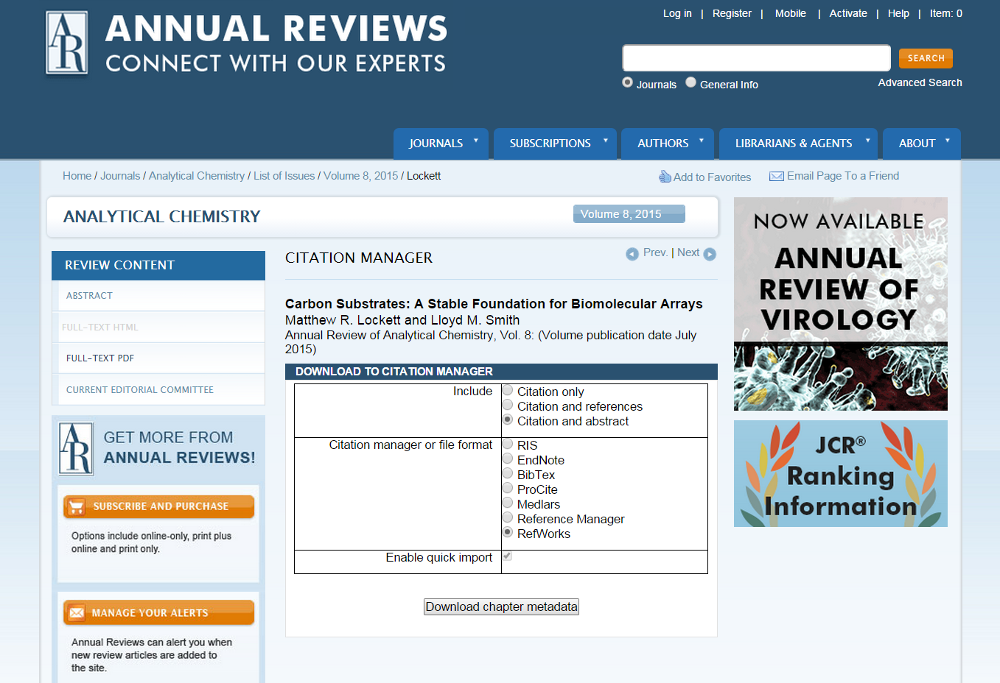 AR
ANNUAL REVIEWS
CONNECT WITH OUR EXPERTS
Log in | Register | Mobile | Activate | Help | Item: 0
SEARCH
Journals General Info Advanced Search
JOURNALS SUBSCRIPTIONS AUTHORS LIBRARIANS & AGENTS ABOUT
Home / Journals / Analytical Chemistry / List of Issues / Volume 8, 2015 / Lockett
Add to Favorites Email Page To a Friend
ANALYTICAL CHEMISTRY
Volume 8, 2015
REVIEW CONTENT
ABSTRACT
FULL-TEXT HTML
FULL-TEXT PDF
CURRENT EDITORIAL COMMITTEE
AR
GET MORE FROM
ANNUAL REVIEWS!
SUBSCRIBE AND PURCHASE
Options include online-only, print plus
online and print only.
MANAGE YOUR ALERTS
Annual Reviews can alert you when
new review articles are added to
the site.
CITATION MANAGER
Prev. | Next
Carbon Substrates: A Stable Foundation for Biomolecular Arrays
Matthew R. Lockett and Lloyd M. Smith
Annual Review of Analytical Chemistry, Vol. 8: (Volume publication date July
2015)
DOWNLOAD TO CITATION MANAGER
Include
Citation only
Citation and references
Citation and abstract
Citation manager or file format
RIS
EndNote
BibTex
ProCite
Medlars
Reference Manager
RefWorks
Enable quick import
Download chapter metadata
NOW AVAILABLE
ANNUAL
REVIEW OF
VIROLOGY
JCR®
Ranking
Information